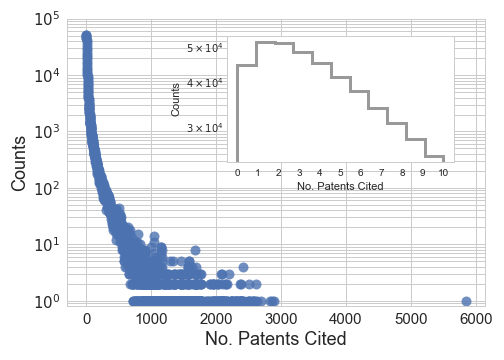 10^5
10^4
10^3
10^2
10^1
10^0
Counts
0 1000 2000 3000 4000 5000 6000
No. Patents Cited
5×10^4
4×10^4
3×10^4
Counts
0 1 2 3 4 5 6 7 8 9 10
No. Patents Cited